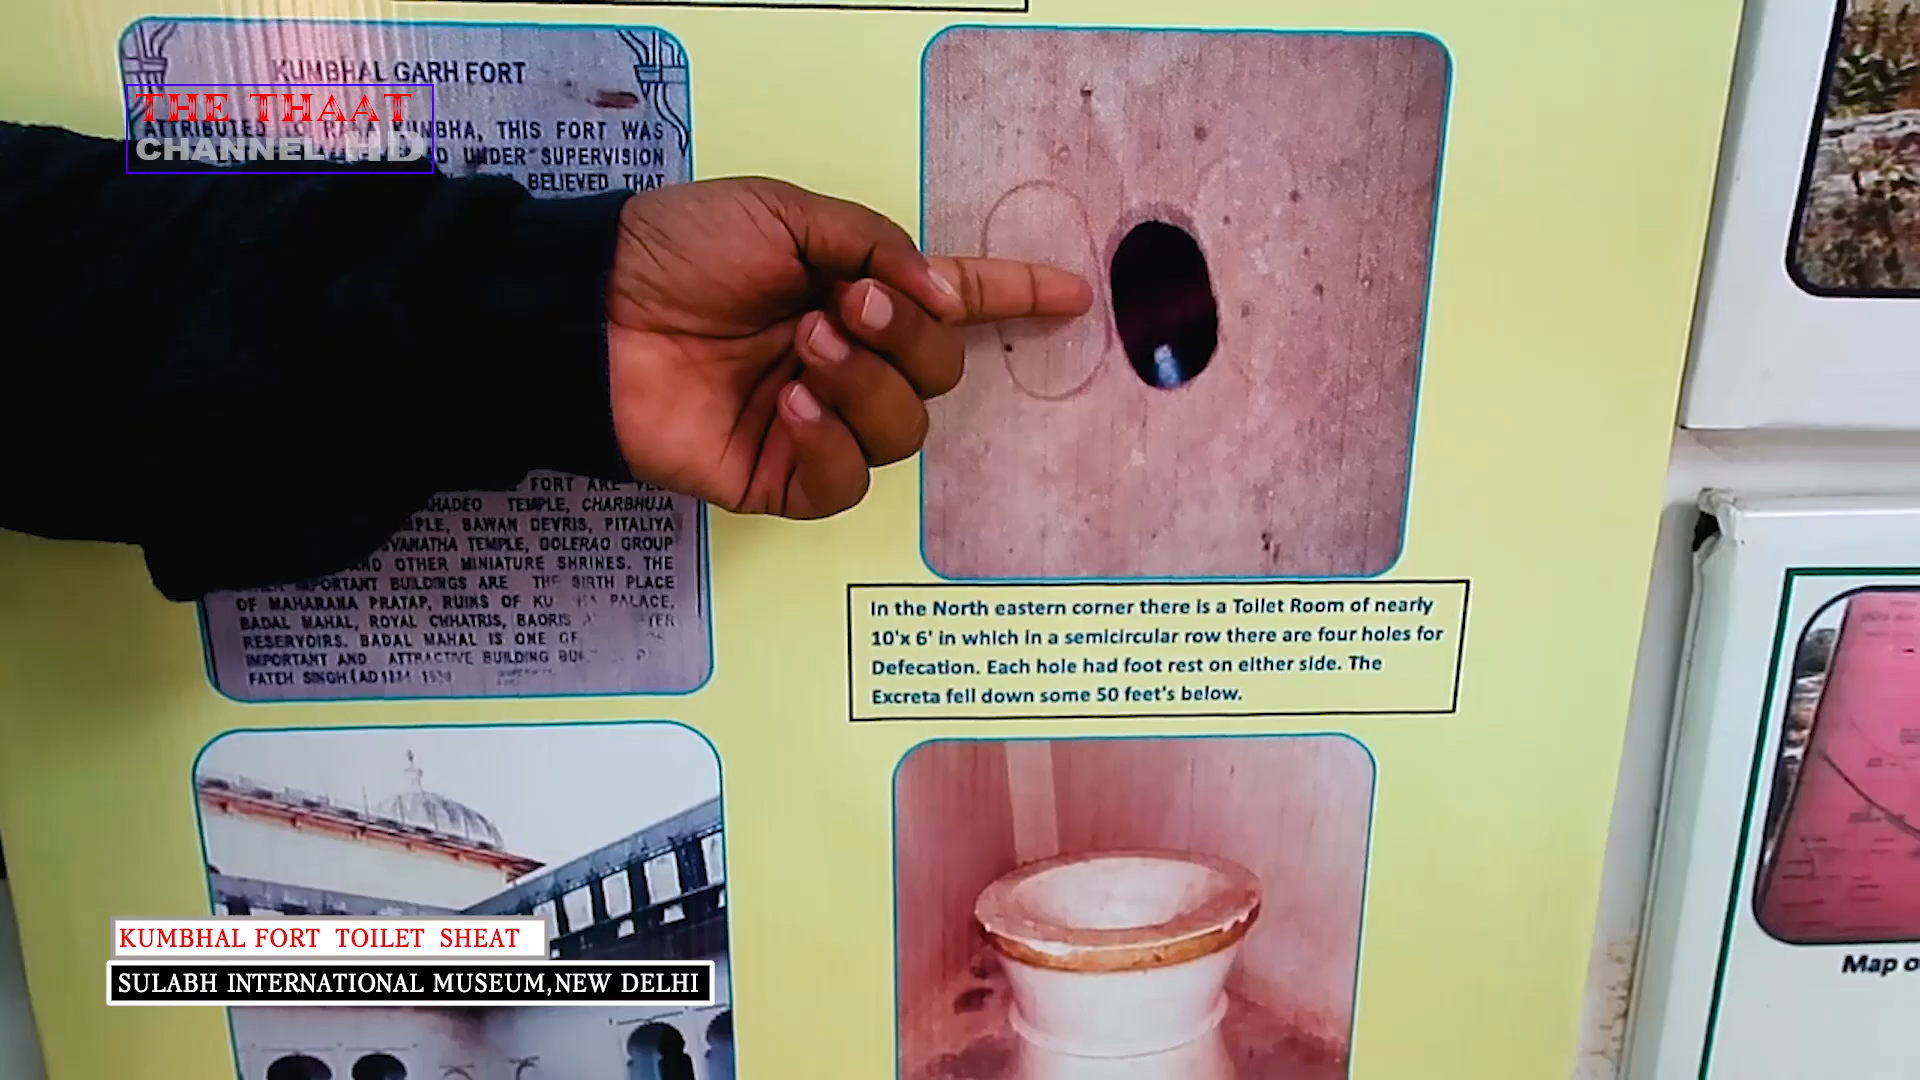 KUMBHAL GARH FORT
THE THAAT
CHANNEL HD
ATTRIBUTED TO RANA KUMBHA, THIS FORT WAS
UNDER SUPERVISION
BELIEVED THAT
FORT ARE
TEMPLE, CHARBHUJA
BAWAN DEVRIS, PITALIYA
TEMPLE, GOLERAO GROUP
AND OTHER MINIATURE SHRINES. THE
IMPORTANT BUILDINGS ARE THE BIRTH PLACE
OF MAHARANA PRATAP, RUINS OF PALACE,
BADAL MAHAL, ROYAL CHHATRIS, BAORIS
RESERVOIRS. BADAL MAHAL IS ONE OF
IMPORTANT AND ATTRACTIVE BUILDING
FATEH SINGH (AD
In the North eastern corner there is a Toilet Room of nearly
10'x 6' in which in a semicircular row there are four holes for
Defecation. Each hole had foot rest on either side. The
Excreta fell down some 50 feet's below.
KUMBHAL FORT TOILET SHEAT
SULABH INTERNATIONAL MUSEUM,NEW DELHI
Map